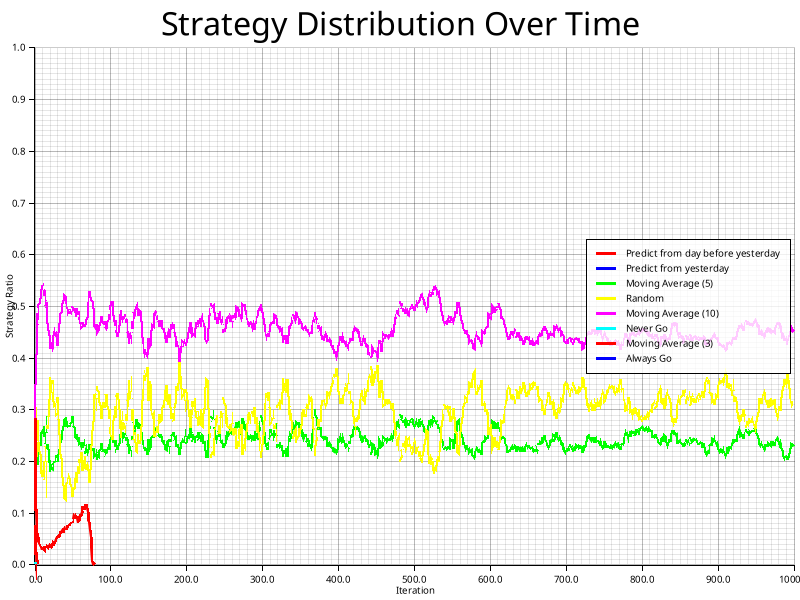 Strategy Distribution Over Time
1.0
0.9
0.8
0.7
0.6
0.5
0.4
0.3
0.2
0.1
0.0
Strategy Ratio
Predict from day before yesterday
Predict from yesterday
Moving Average (5)
Random
Moving Average (10)
Never Go
Moving Average (3)
Always Go
0.0 100.0 200.0 300.0 400.0 500.0 600.0 700.0 800.0 900.0 1000.0
Iteration